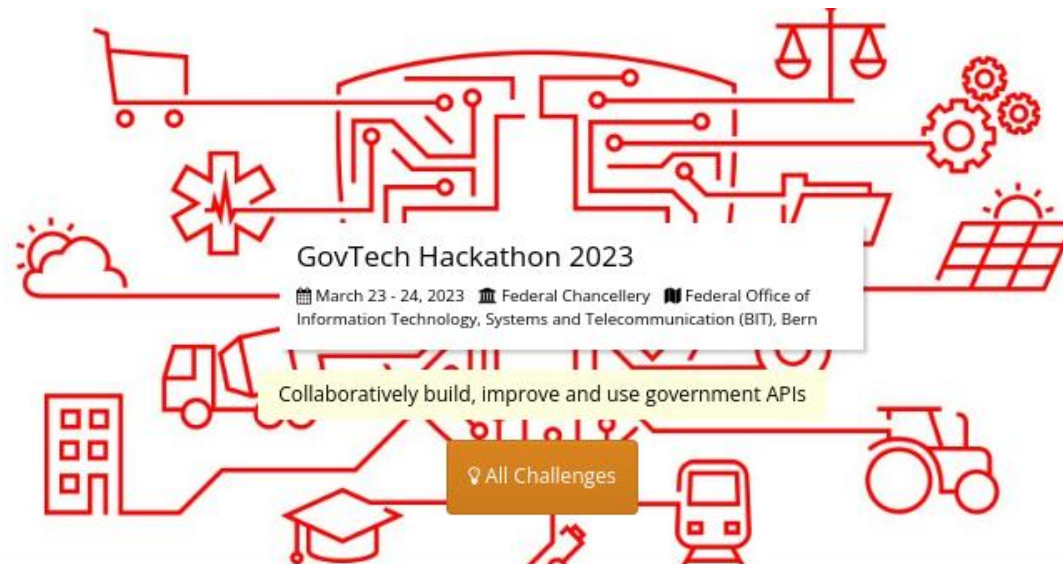 GovTech Hackathon 2023
March 23 - 24, 2023 Federal Chancellery Federal Office of
Information Technology, Systems and Telecommunication (BIT), Bern
Collaboratively build, improve and use government APIs
All Challenges